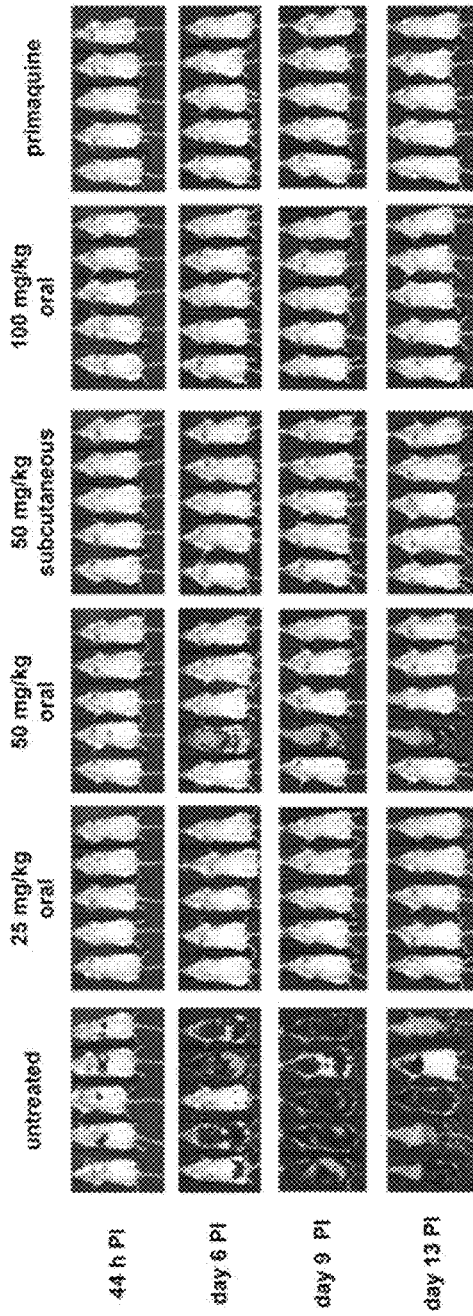 untreated
25 mg/kg
oral
50 mg/kg
oral
50 mg/kg
subcutaneous
100 mg/kg
oral
primaquine
44 h PI
day 6 PI
day 9 PI
day 13 PI